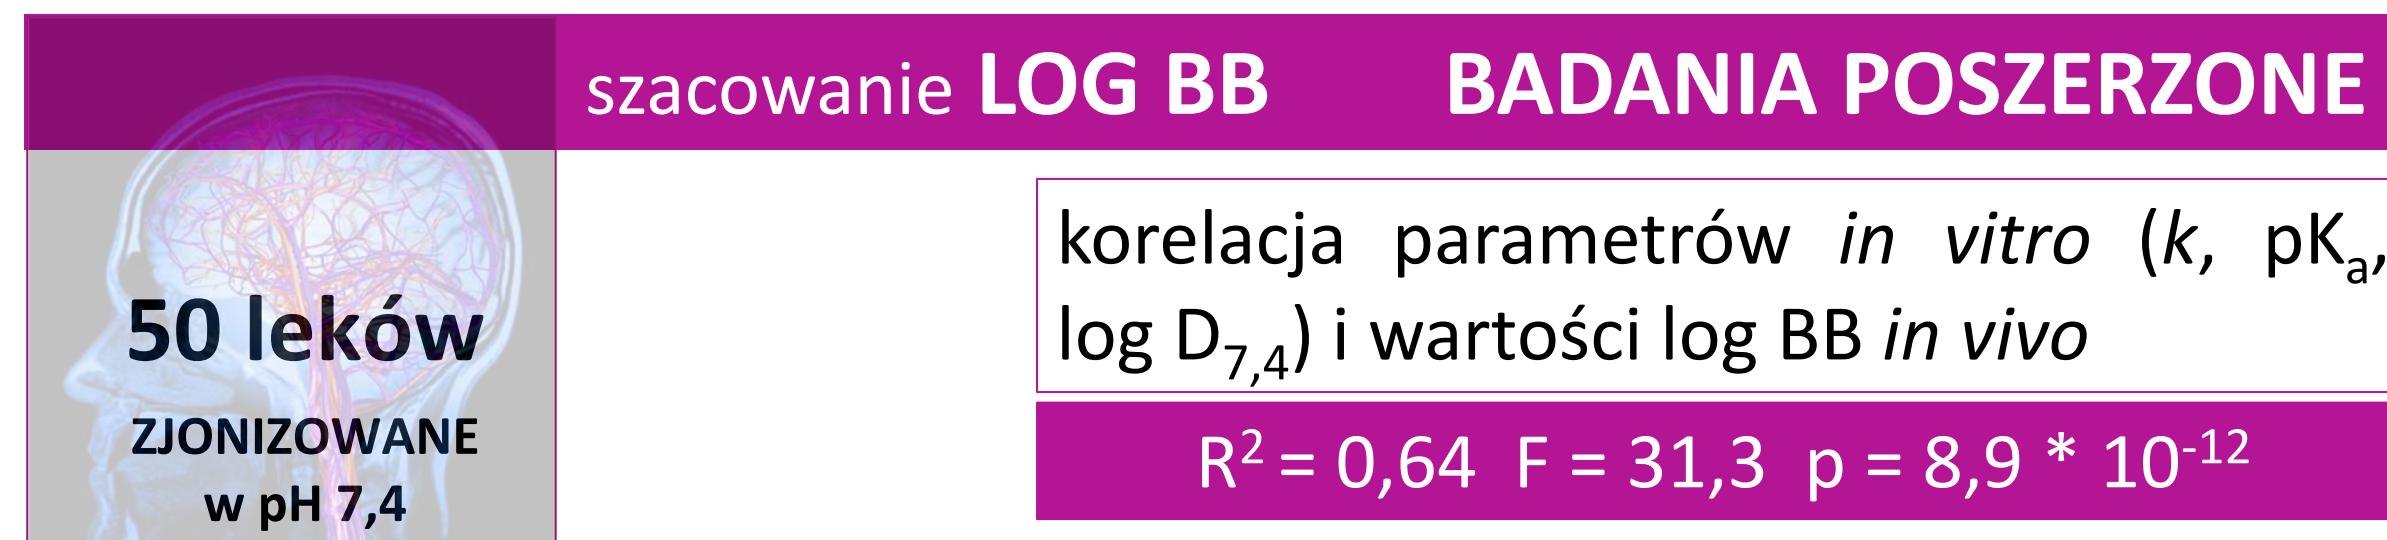 szacowanie LOG BB BADANIA POSZERZONE
50 leków
ZJONIZOWANE
w pH 7,4
korelacja parametrów in vitro (k, pKₐ,
log D₇,₄) i wartości log BB in vivo
R² = 0,64 F = 31,3 p = 8,9 * 10⁻¹²